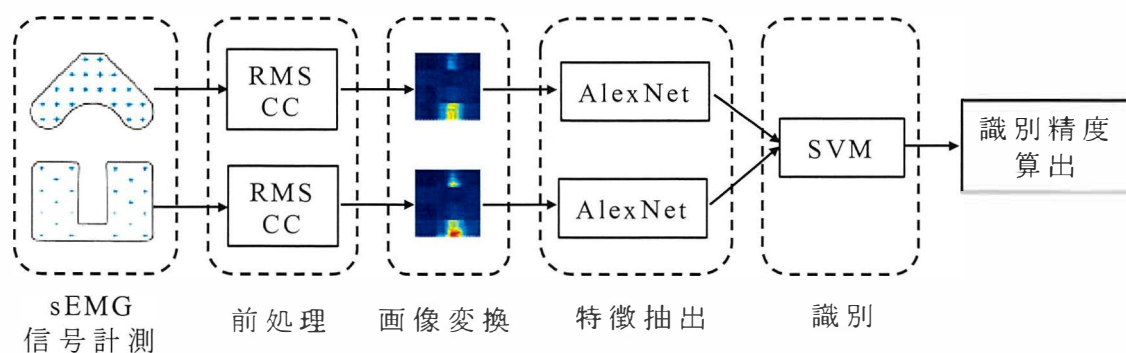 RMS
CC
AlexNet
RMS
CC
AlexNet
SVM
識別精度
算出
sEMG
信号計測
前処理
画像変換
特徴抽出
識別